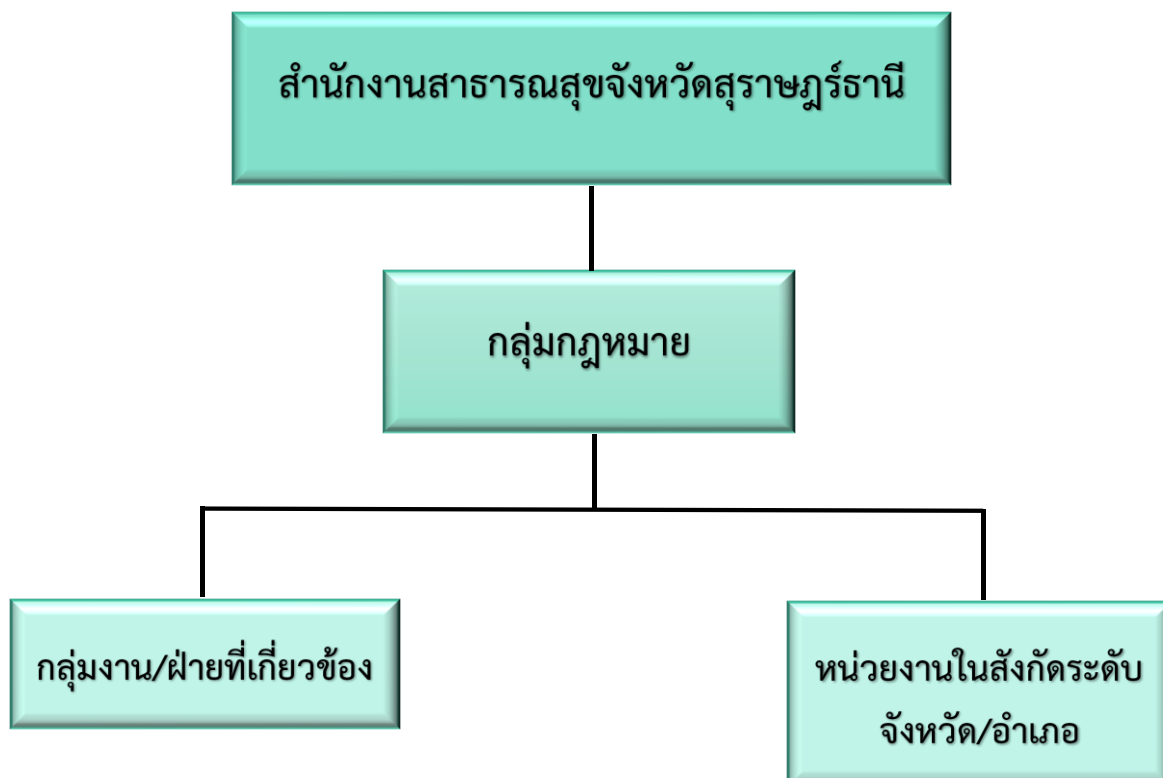 สำนักงานสาธารณสุขจังหวัดสุราษฎร์ธานี
กลุ่มกฎหมาย
กลุ่มงาน/ฝ่ายที่เกี่ยวข้อง
หน่วยงานในสังกัดระดับ
จังหวัด/อำเภอ